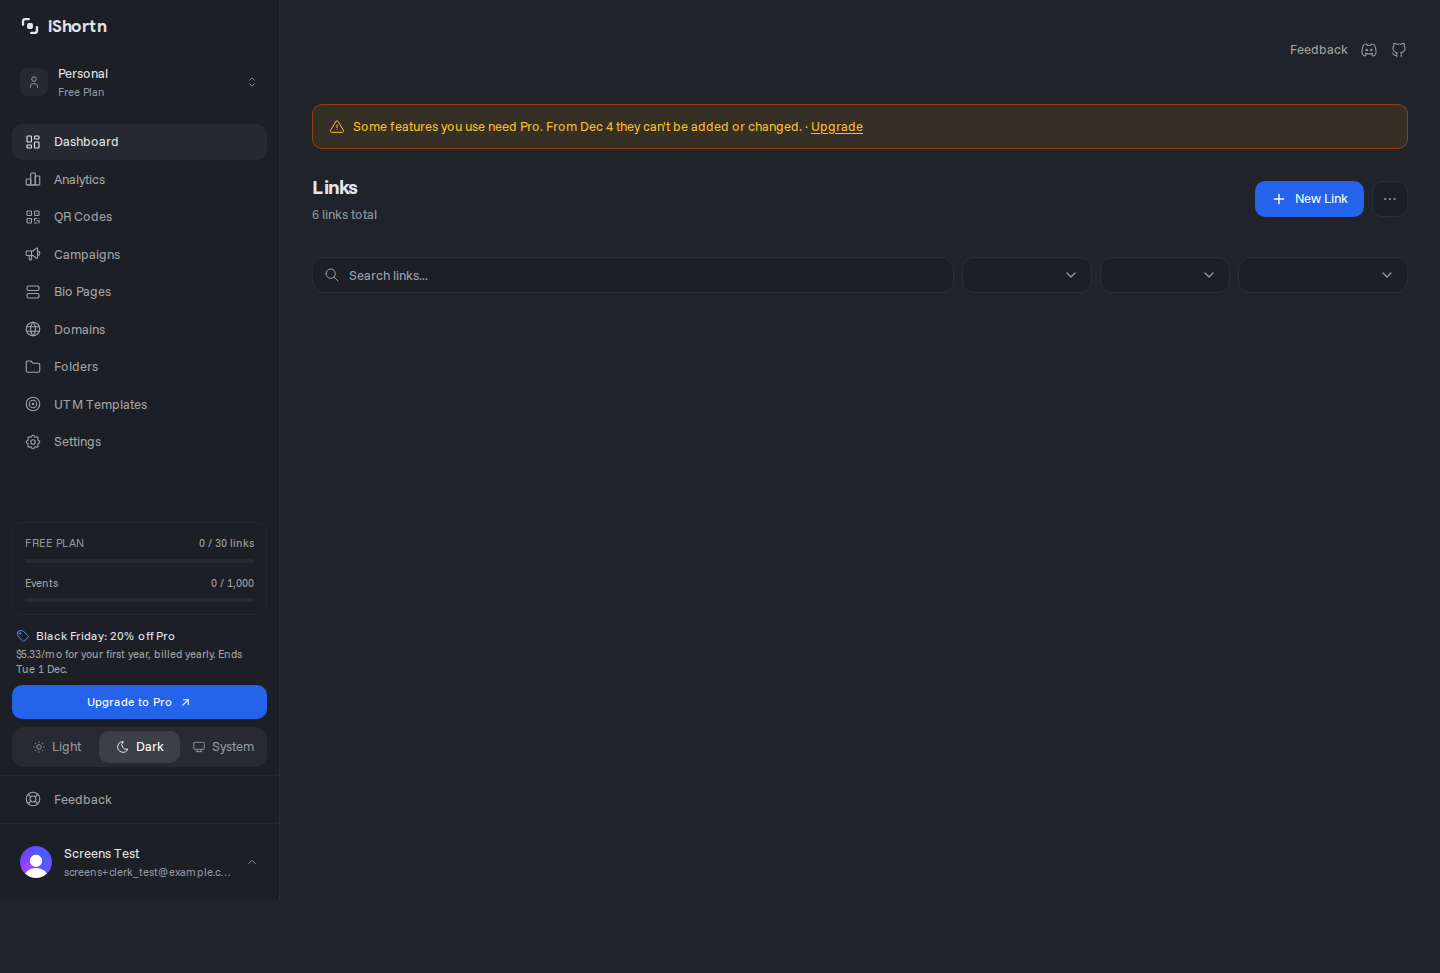 iShortn
Personal
Free Plan
Dashboard
Analytics
QR Codes
Campaigns
Bio Pages
Domains
Folders
UTM Templates
Settings
FREE PLAN 0 / 30 links
Events 0 / 1,000
Black Friday: 20% off Pro
$5.33/mo for your first year, billed yearly. Ends
Tue 1 Dec.
Upgrade to Pro
Light Dark System
Feedback
Screens Test
screens+clerk_test@example.c...
Feedback
Some features you use need Pro. From Dec 4 they can't be added or changed. · Upgrade
Links
6 links total
New Link
Search links...